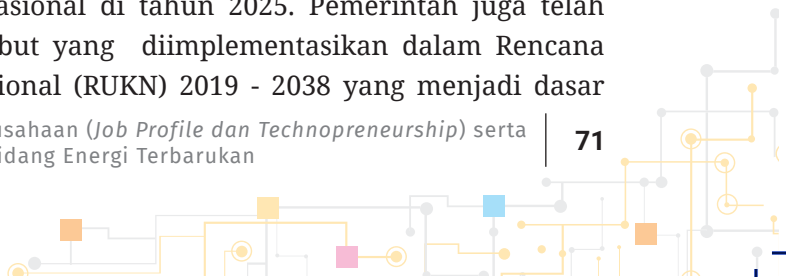 asional di tahun 2025. Pemerintah juga telah
but yang diimplementasikan dalam Rencana
ional (RUKN) 2019 - 2038 yang menjadi dasar
usahaan (Job Profile dan Technopreneurship) serta
idang Energi Terbarukan
71